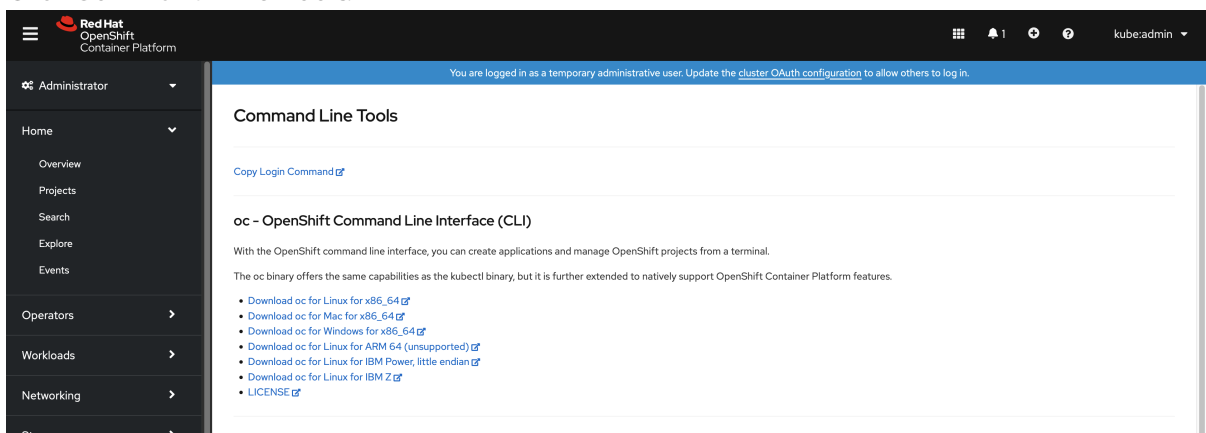 Red Hat
OpenShift
Container Platform
1
kube:admin
Administrator
You are logged in as a temporary administrative user. Update the cluster OAuth configuration to allow others to log in.
Home
Overview
Projects
Search
Explore
Events
Operators
Workloads
Networking
Command Line Tools
Copy Login Command
oc - OpenShift Command Line Interface (CLI)
With the OpenShift command line interface, you can create applications and manage OpenShift projects from a terminal.
The oc binary offers the same capabilities as the kubectl binary, but it is further extended to natively support OpenShift Container Platform features.
• Download oc for Linux for x86_64
• Download oc for Mac for x86_64
• Download oc for Windows for x86_64
• Download oc for Linux for ARM 64 (unsupported)
• Download oc for Linux for IBM Power, little endian
• Download oc for Linux for IBM Z
• LICENSE